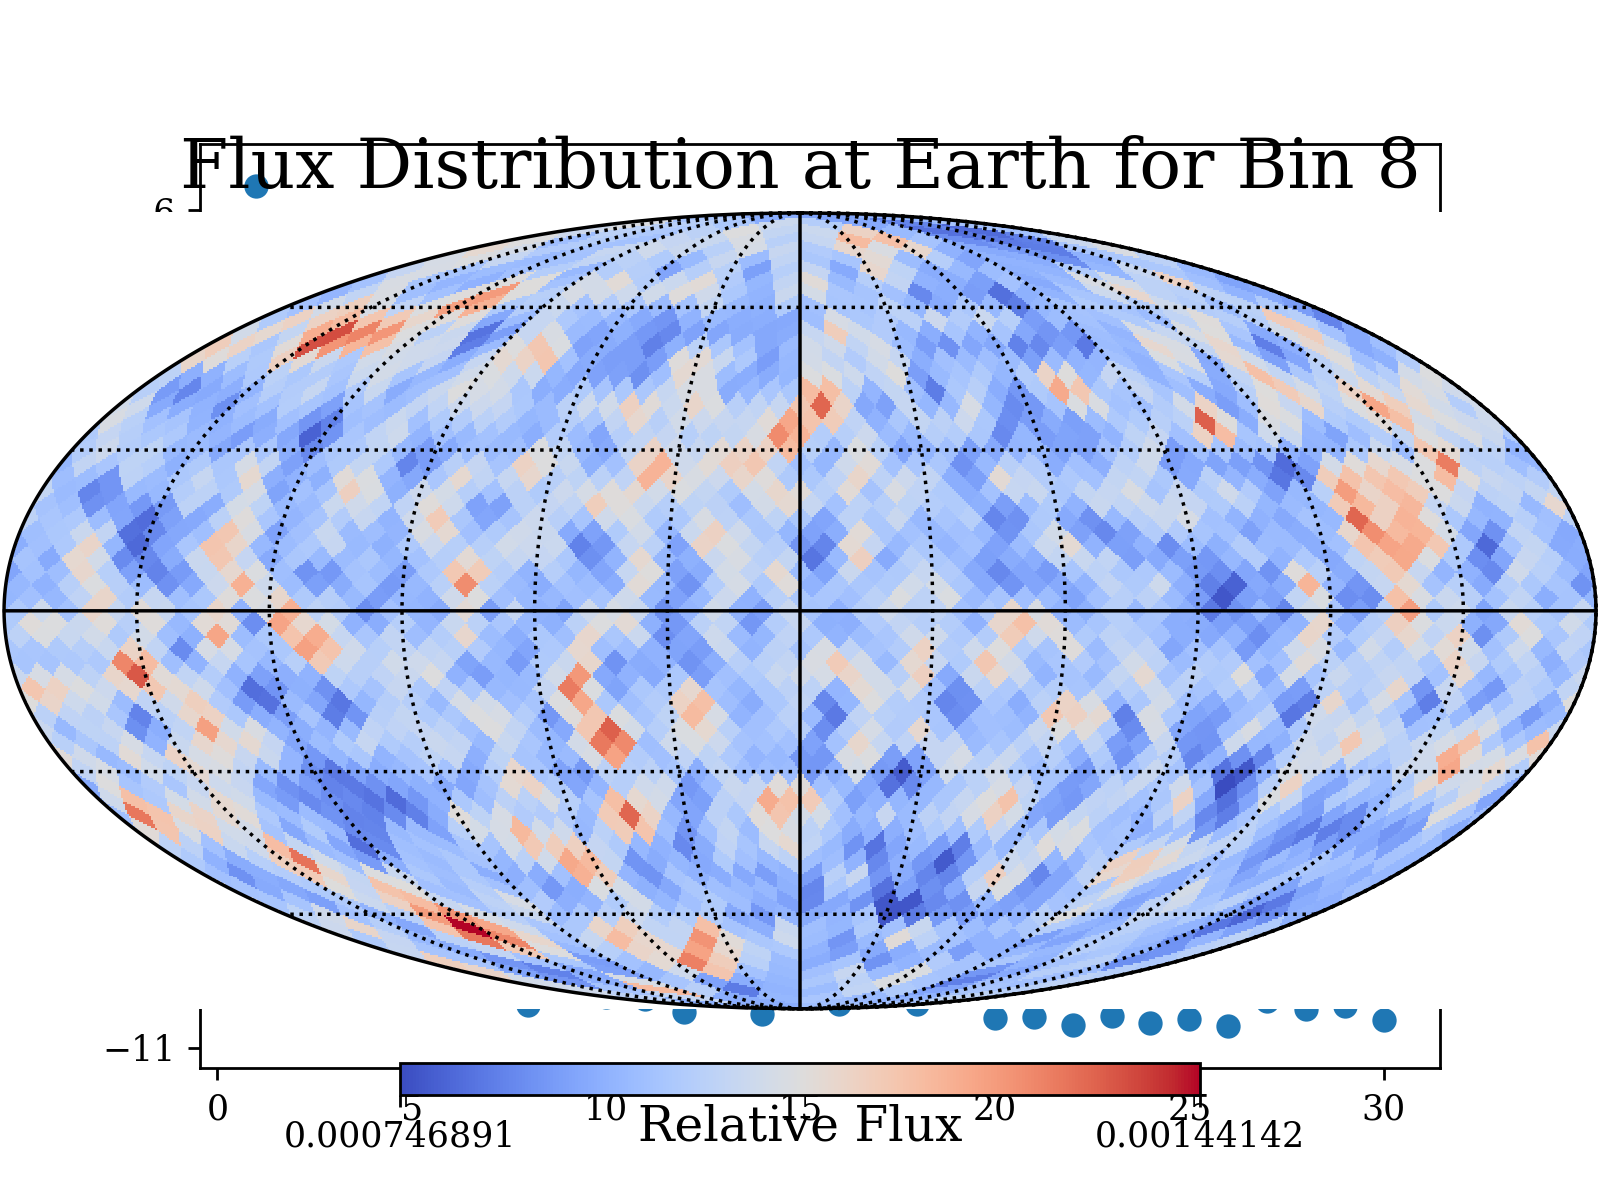 Flux Distribution at Earth for Bin 8
6
−11
0 5 10 15 20 25 30
Relative Flux
0.000746891 0.00144142